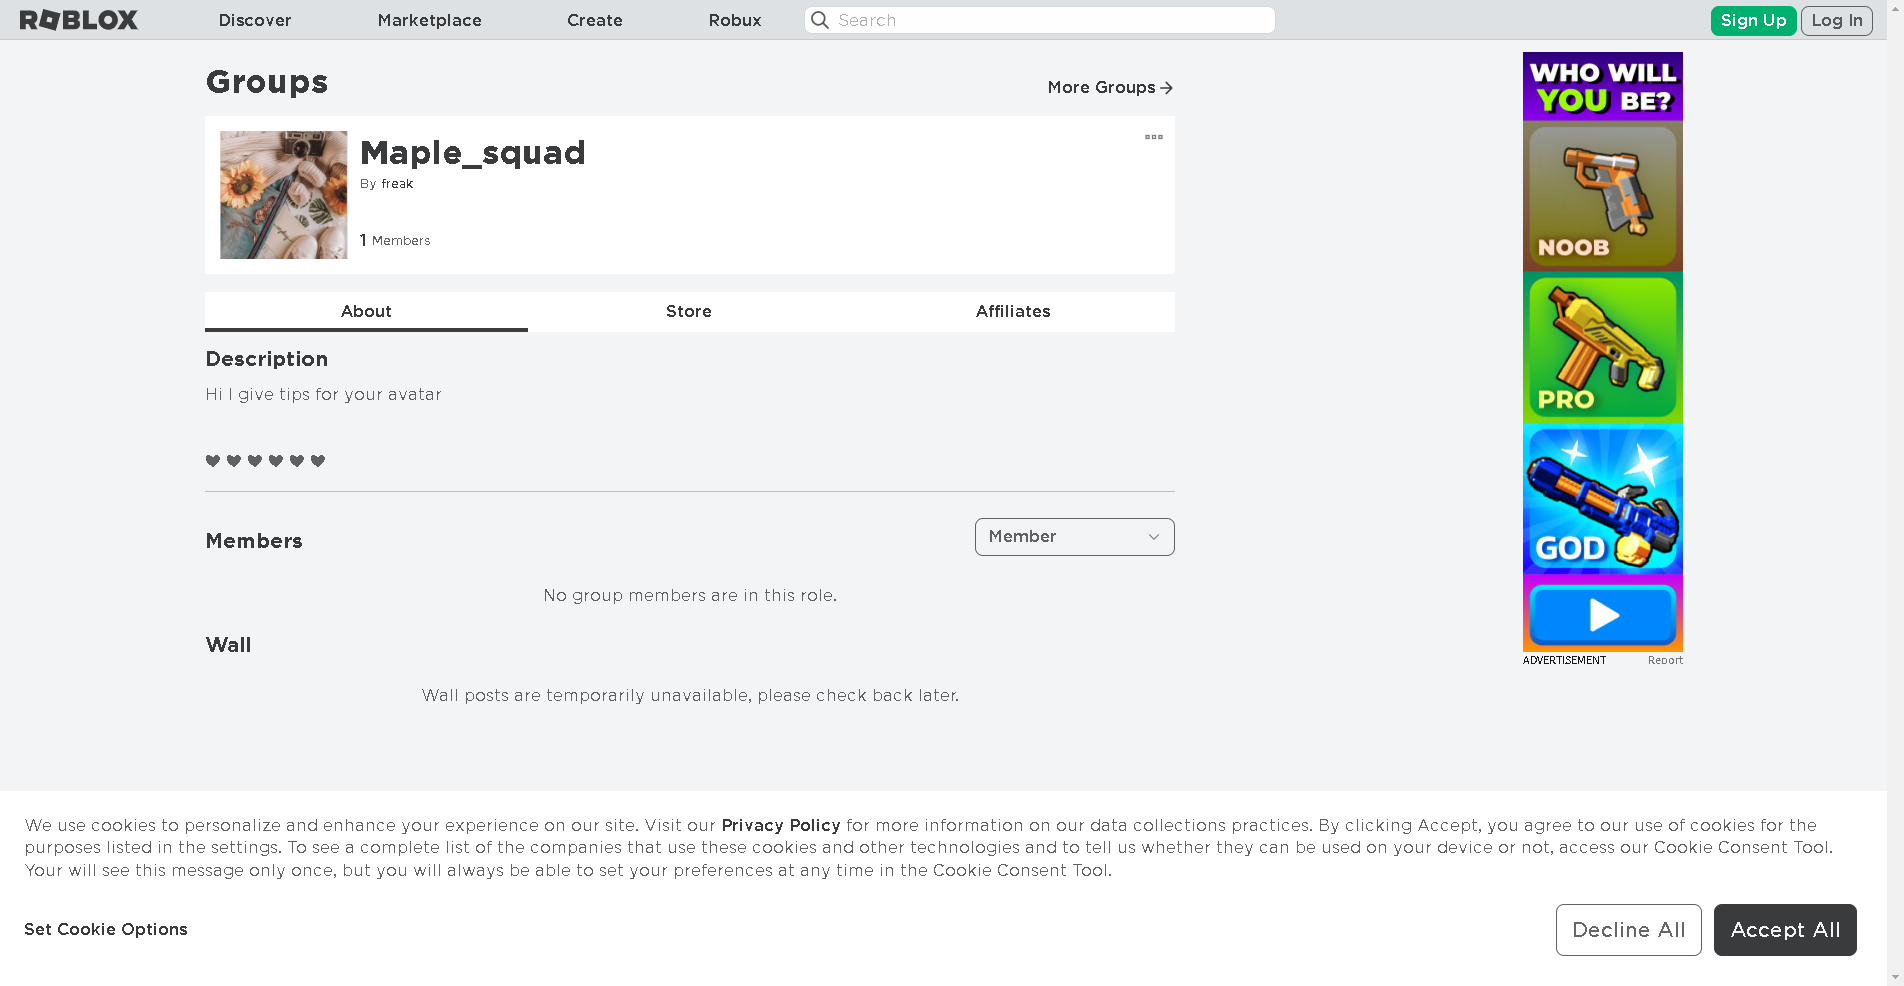 ROBLOX Discover Marketplace Create Robux Search Sign Up Log In
Groups
More Groups
Maple_squad
By freak
1 Members
About Store Affiliates
Description
Hi I give tips for your avatar
Members
Member
No group members are in this role.
Wall
Wall posts are temporarily unavailable, please check back later.
WHO WILL
YOU BE?
NOOB
PRO
GOD
ADVERTISEMENT Report
We use cookies to personalize and enhance your experience on our site. Visit our Privacy Policy for more information on our data collections practices. By clicking Accept, you agree to our use of cookies for the
purposes listed in the settings. To see a complete list of the companies that use these cookies and other technologies and to tell us whether they can be used on your device or not, access our Cookie Consent Tool.
Your will see this message only once, but you will always be able to set your preferences at any time in the Cookie Consent Tool.
Set Cookie Options
Decline All
Accept All